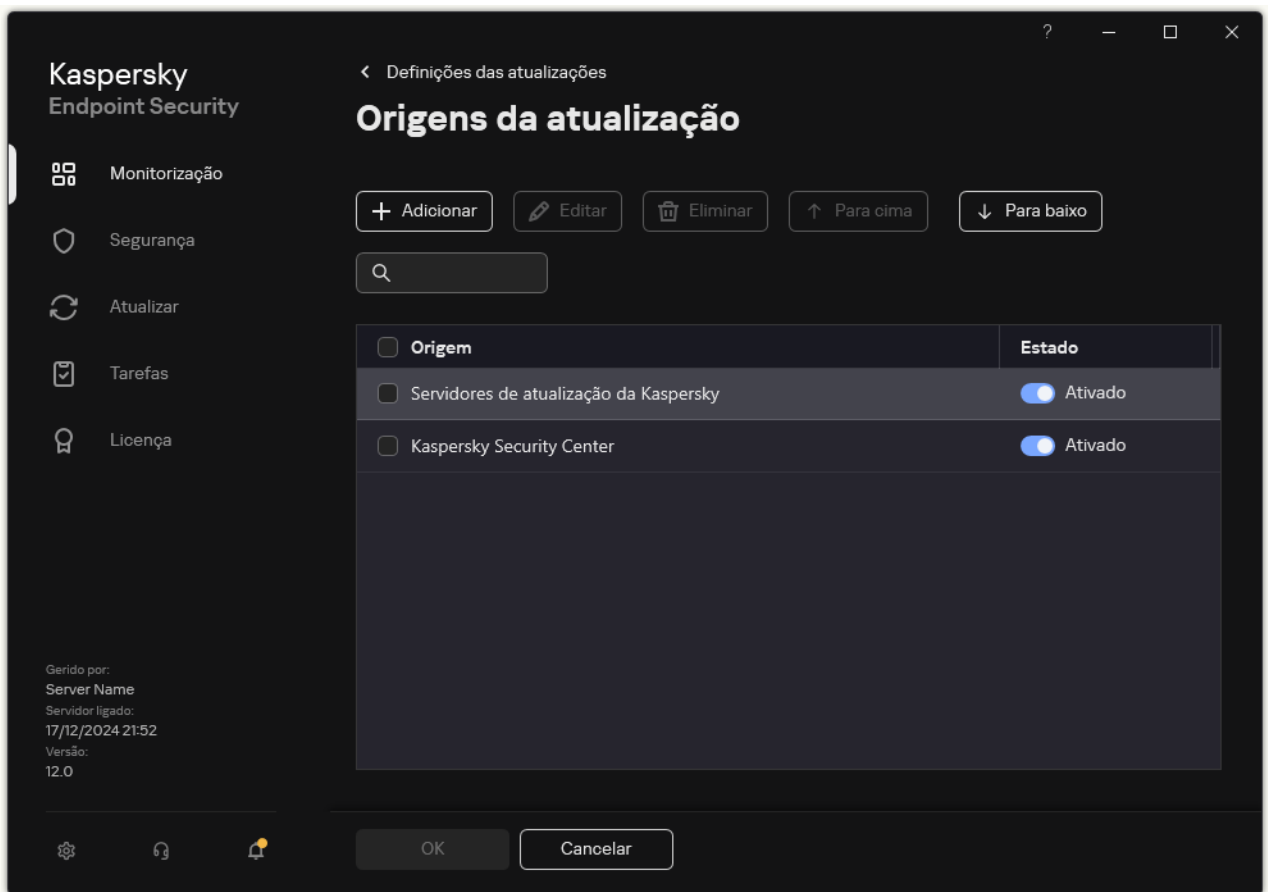 ?
Kaspersky
Endpoint Security
Monitorização
Segurança
Atualizar
Tarefas
Licença
Gerido por:
Server Name
Servidor ligado:
17/12/2024 21:52
Versão:
12.0
Definições das atualizações
Origens da atualização
Adicionar Editar Eliminar Para cima Para baixo
Origem Estado
Servidores de atualização da Kaspersky Ativado
Kaspersky Security Center Ativado
OK Cancelar